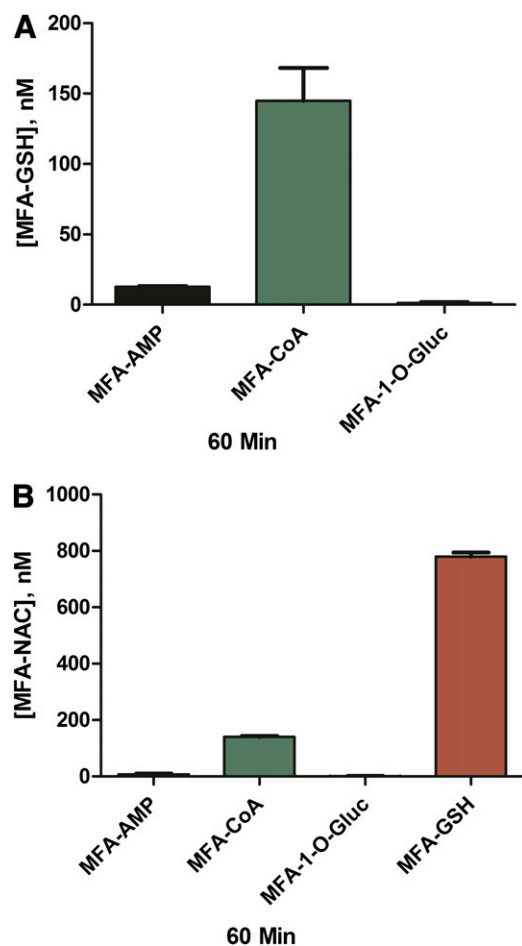 A
[MFA-GSH], nM
200
150
100
50
0
MFA-AMP
MFA-CoA
MFA-1-O-Gluc
60 Min
B
[MFA-NAC], nM
1000
800
600
400
200
0
MFA-AMP
MFA-CoA
MFA-1-O-Gluc
MFA-GSH
60 Min